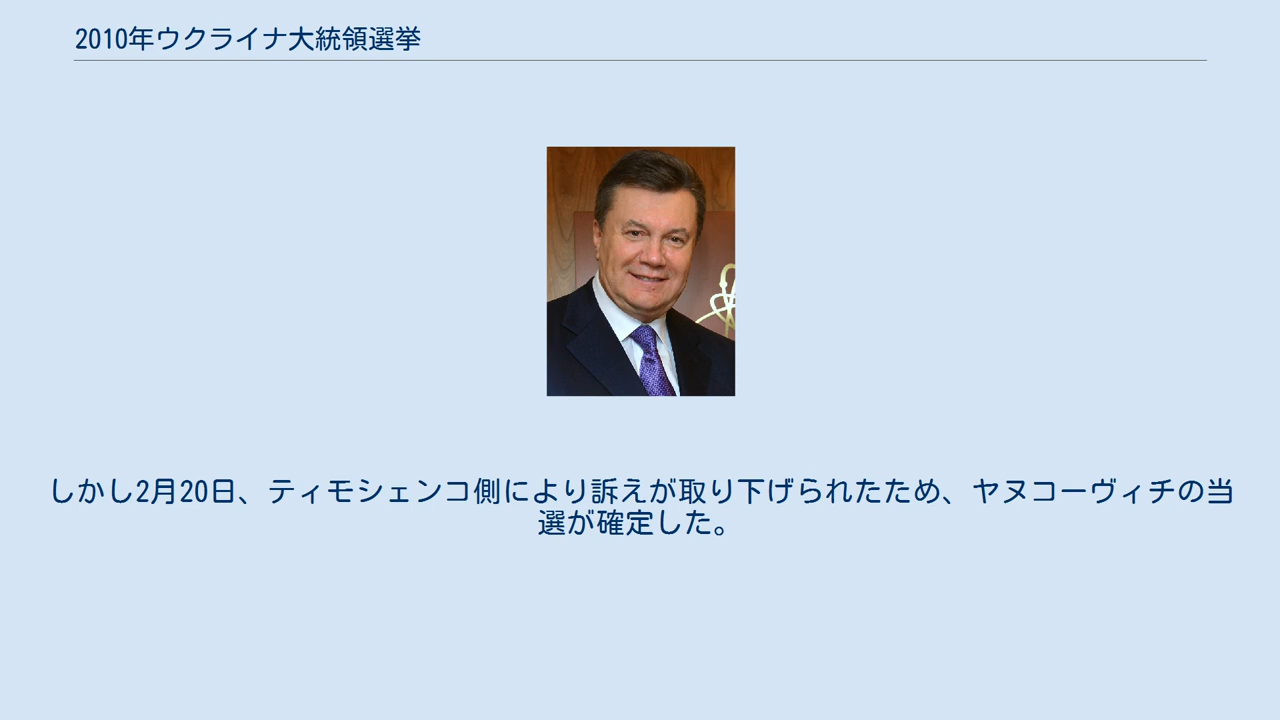 2010年ウクライナ大統領選挙
しかし2月20日、ティモシェンコ側により訴えが取り下げられたため、ヤヌコーヴィチの当
選が確定した。